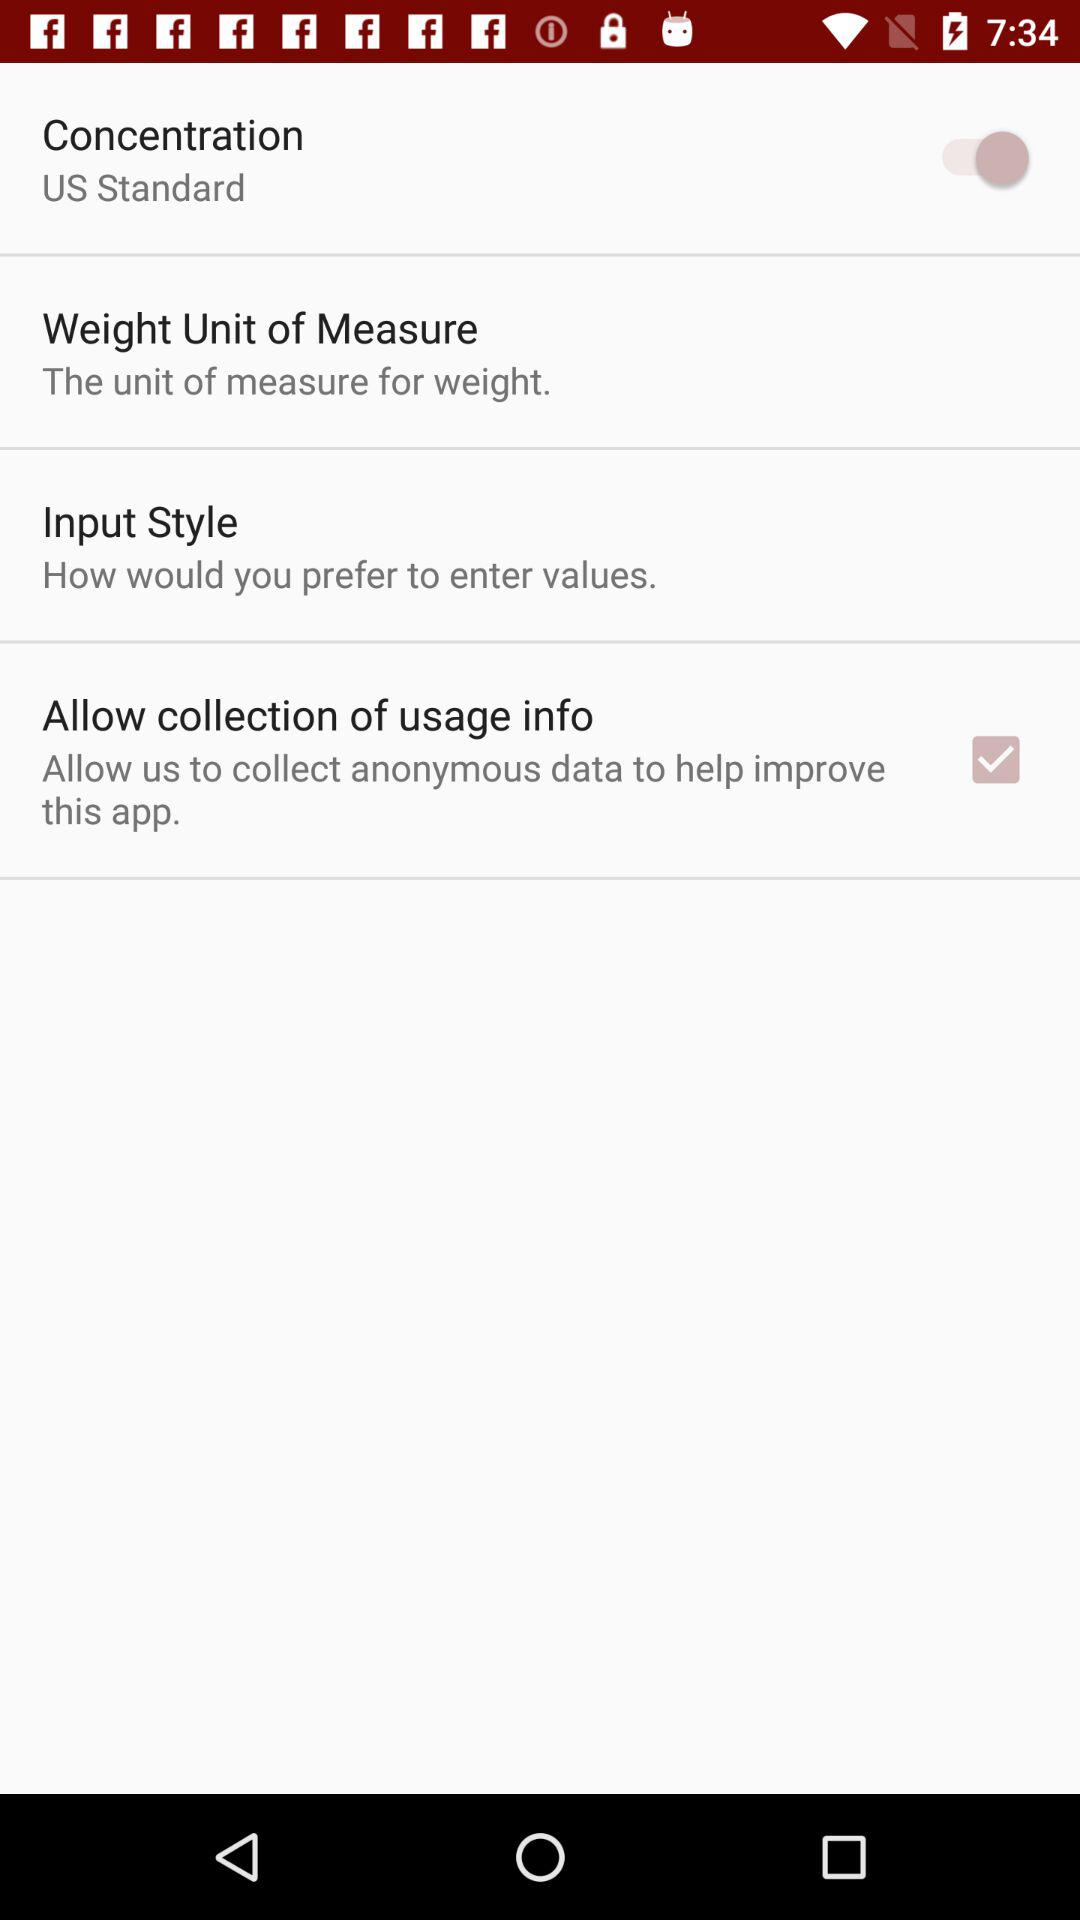 7:34
Concentration
US Standard
Weight Unit of Measure
The unit of measure for weight.
Input Style
How would you prefer to enter values.
Allow collection of usage info
Allow us to collect anonymous data to help improve
this app.